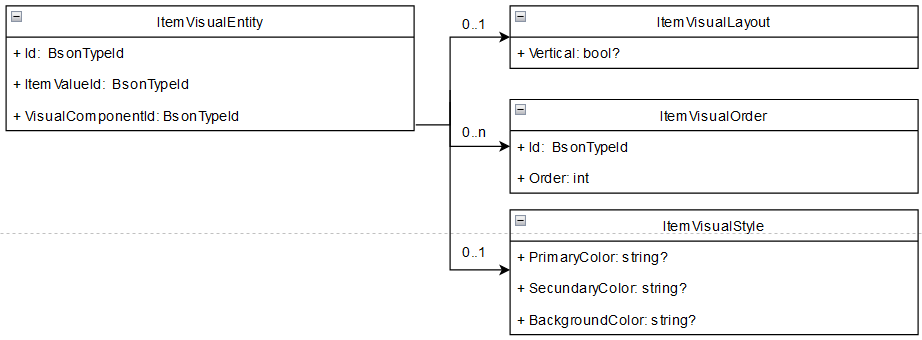 ItemVisualEntity
+ Id: BsonTypeId
+ ItemValueId: BsonTypeId
+ VisualComponentId: BsonTypeId
0..1
ItemVisualLayout
+ Vertical: bool?
0..n
ItemVisualOrder
+ Id: BsonTypeId
+ Order: int
0..1
ItemVisualStyle
+ PrimaryColor: string?
+ SecundaryColor: string?
+ BackgroundColor: string?